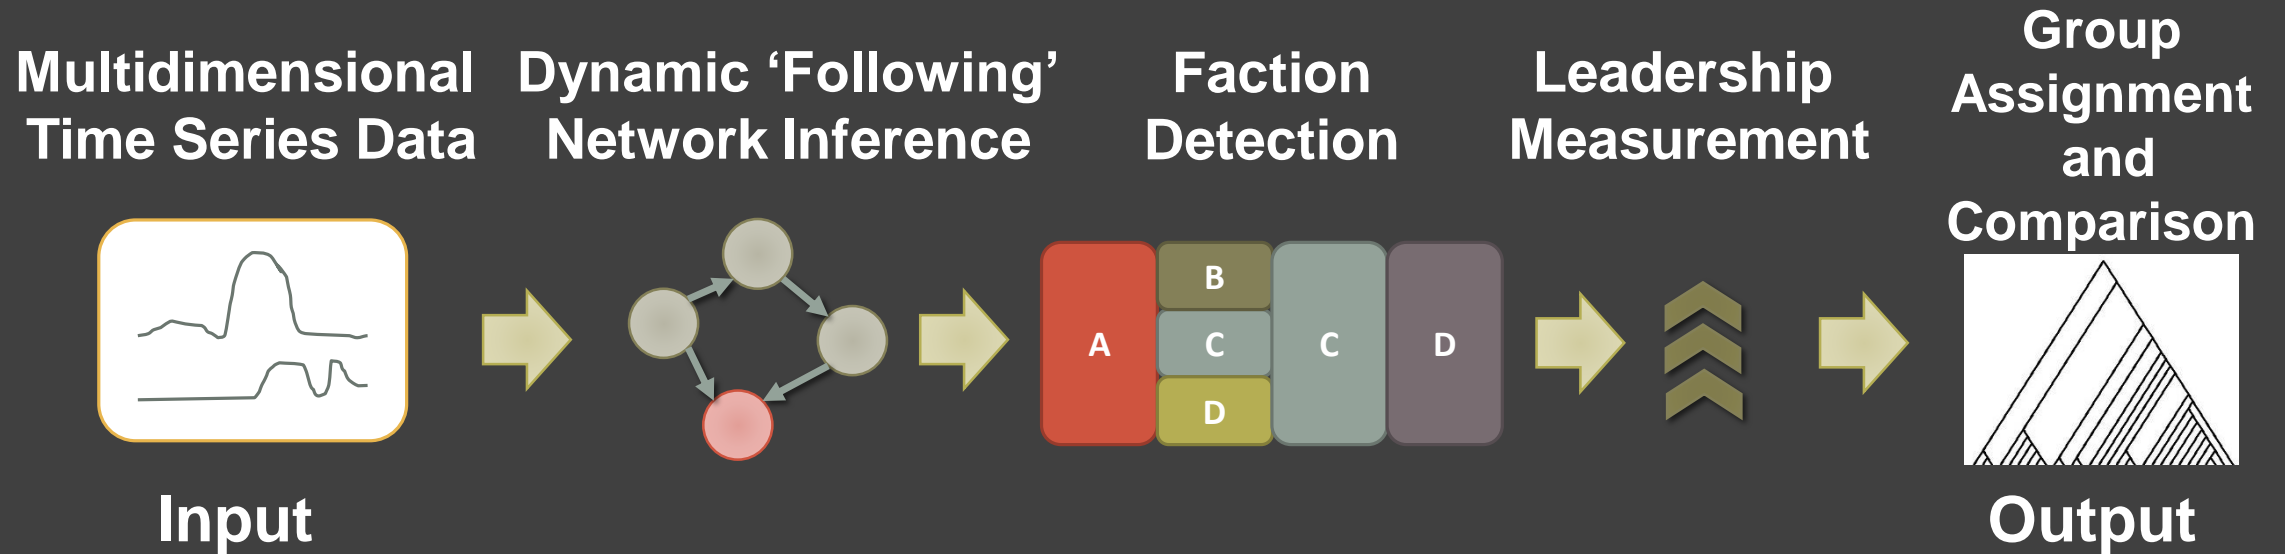 Multidimensional
Time Series Data
Dynamic ‘Following’
Network Inference
Faction
Detection
Leadership
Measurement
Group
Assignment
and
Comparison
A
B
C
D
C
D
Input
Output